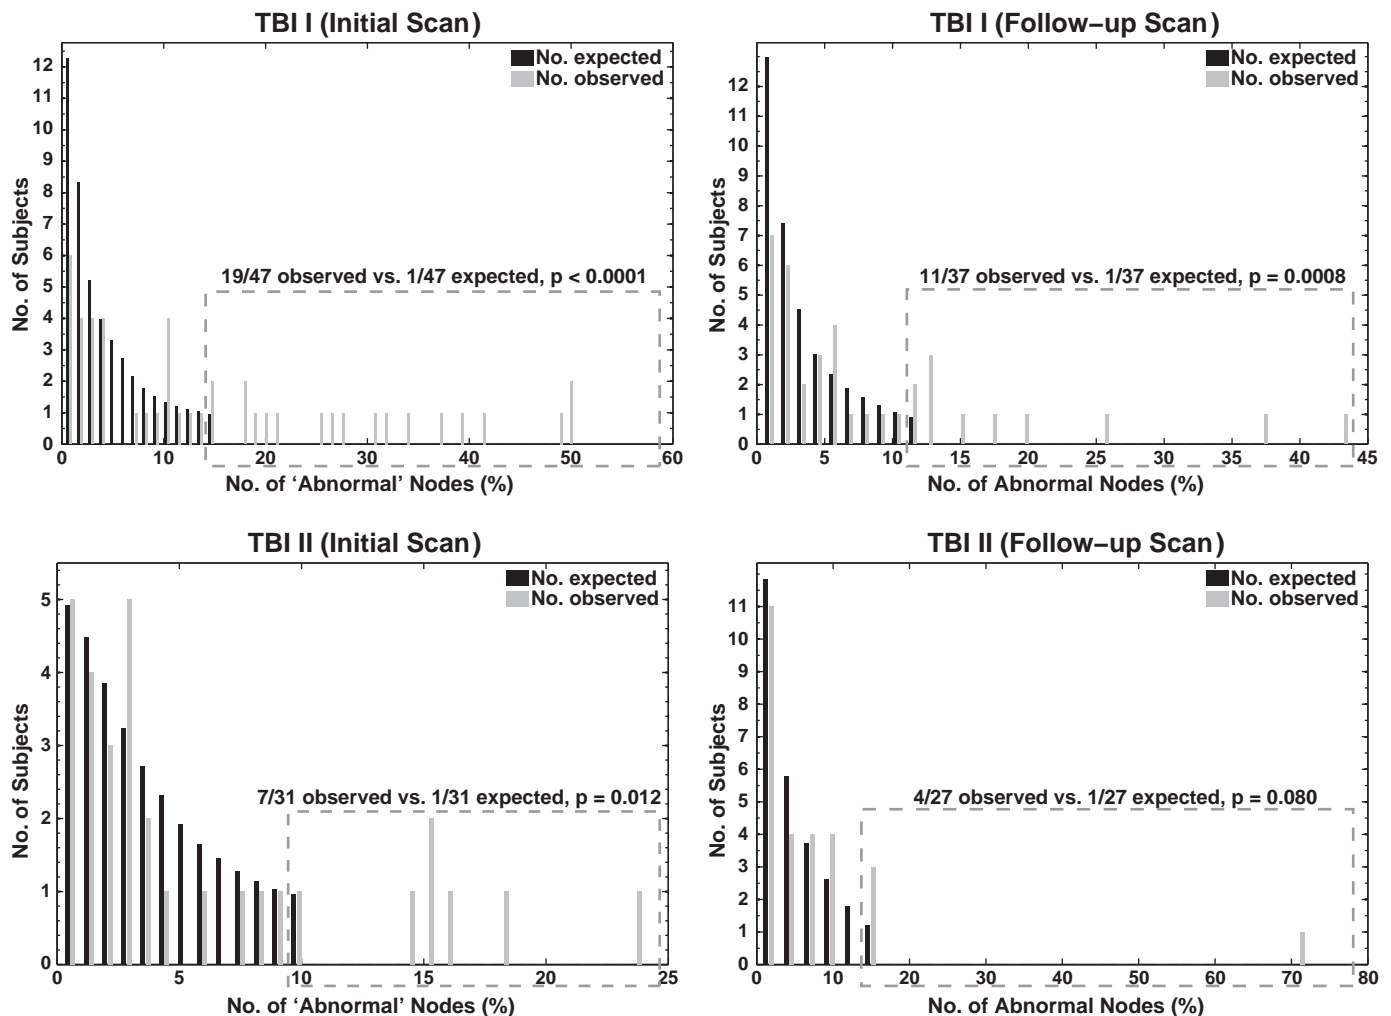 TBI I (Initial Scan)
No. expected
No. observed
12
11
10
9
8
7
6
5
4
3
2
1
0
No. of Subjects
19/47 observed vs. 1/47 expected, p < 0.0001
0 10 20 30 40 50 60
No. of ‘Abnormal’ Nodes (%)
TBI I (Follow–up Scan)
No. expected
No. observed
12
11
10
9
8
7
6
5
4
3
2
1
0
No. of Subjects
11/37 observed vs. 1/37 expected, p = 0.0008
0 5 10 15 20 25 30 35 40 45
No. of Abnormal Nodes (%)
TBI II (Initial Scan)
No. expected
No. observed
5
4
3
2
1
0
No. of Subjects
7/31 observed vs. 1/31 expected, p = 0.012
0 5 10 15 20 25
No. of ‘Abnormal’ Nodes (%)
TBI II (Follow–up Scan)
No. expected
No. observed
11
10
9
8
7
6
5
4
3
2
1
0
No. of Subjects
4/27 observed vs. 1/27 expected, p = 0.080
0 10 20 30 40 50 60 70 80
No. of Abnormal Nodes (%)